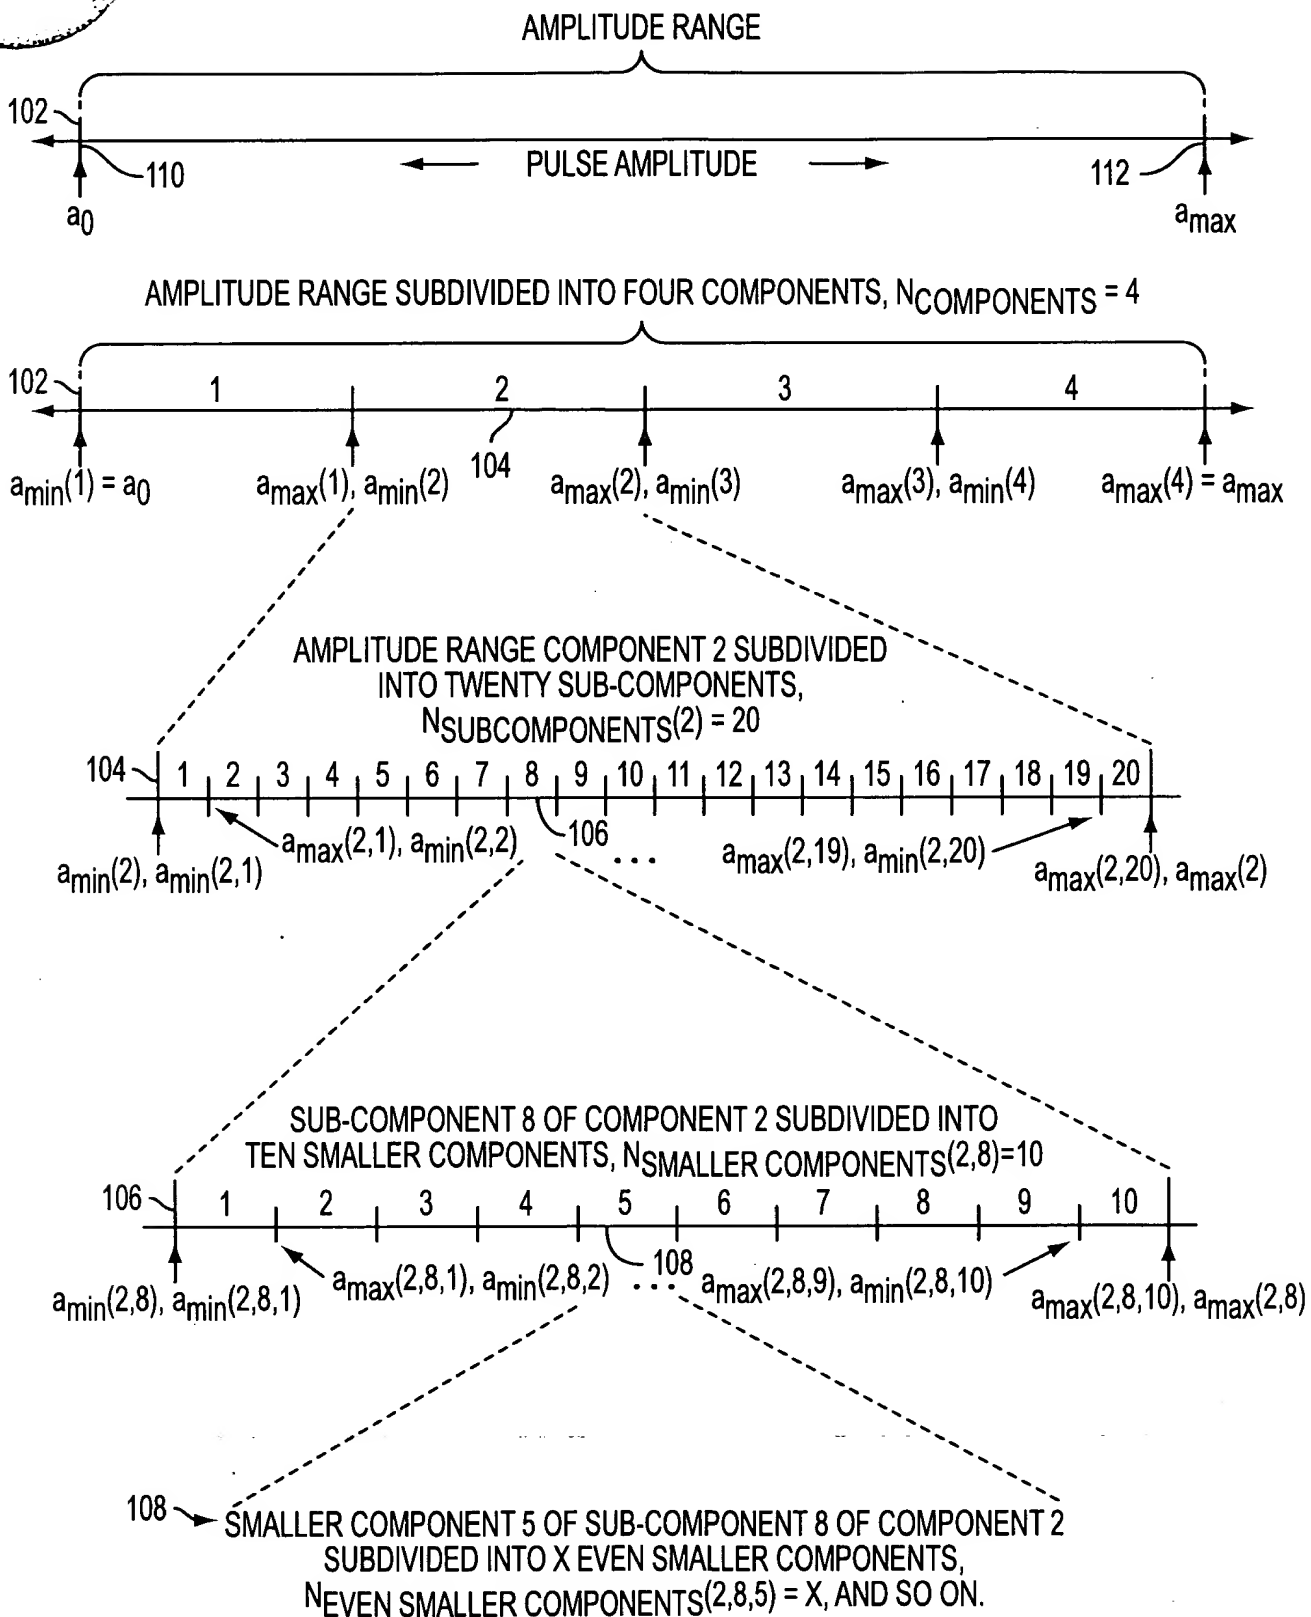 AMPLITUDE RANGE
102
110
PULSE AMPLITUDE
112
a0
amax
AMPLITUDE RANGE SUBDIVIDED INTO FOUR COMPONENTS, NCOMPONENTS = 4
102
1 2 3 4
104
amin(1) = a0 amax(1), amin(2) amax(2), amin(3) amax(3), amin(4) amax(4) = amax
AMPLITUDE RANGE COMPONENT 2 SUBDIVIDED
INTO TWENTY SUB-COMPONENTS,
NSUBCOMPONENTS(2) = 20
104
1 2 3 4 5 6 7 8 9 10 11 12 13 14 15 16 17 18 19 20
amin(2), amin(2,1) amax(2,1), amin(2,2) 106 ... amax(2,19), amin(2,20) amax(2,20), amax(2)
SUB-COMPONENT 8 OF COMPONENT 2 SUBDIVIDED INTO
TEN SMALLER COMPONENTS, NSMALLER COMPONENTS(2,8)=10
106
1 2 3 4 5 6 7 8 9 10
108
amin(2,8), amin(2,8,1) amax(2,8,1), amin(2,8,2) ... amax(2,8,9), amin(2,8,10) amax(2,8,10), amax(2,8)
108
SMALLER COMPONENT 5 OF SUB-COMPONENT 8 OF COMPONENT 2
SUBDIVIDED INTO X EVEN SMALLER COMPONENTS,
NEVEN SMALLER COMPONENTS(2,8,5) = X, AND SO ON.